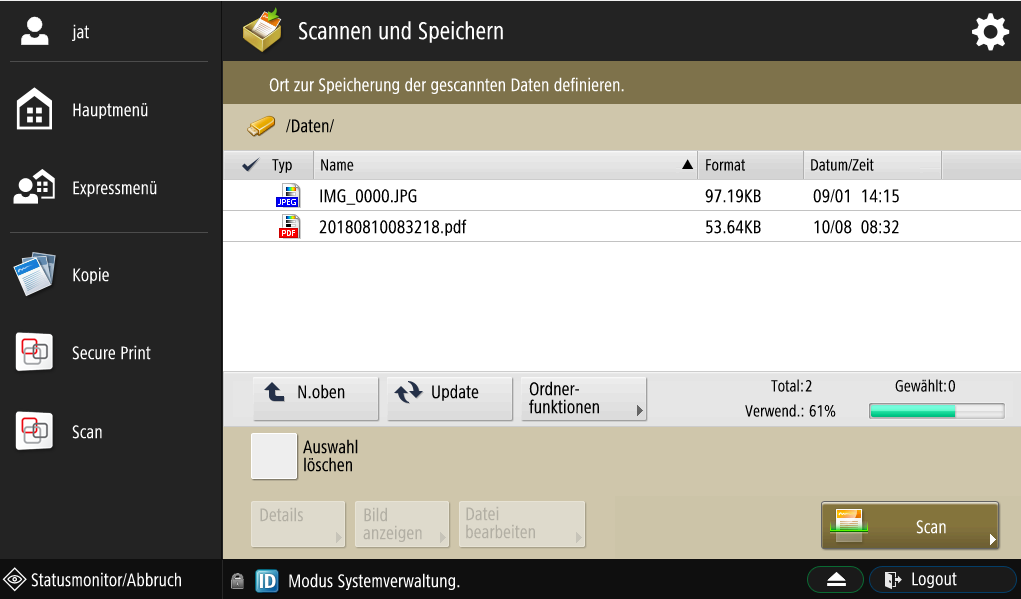 jat
Hauptmenü
Expressmenü
Kopie
Secure Print
Scan
Statusmonitor/Abbruch
Scannen und Speichern
Ort zur Speicherung der gescannten Daten definieren.
/Daten/
Typ Name Format Datum/Zeit
JPEG IMG_0000.JPG 97.19KB 09/01 14:15
PDF 20180810083218.pdf 53.64KB 10/08 08:32
N.oben
Update
Ordner-
funktionen
Total:2
Verwend.: 61%
Gewählt:0
Auswahl
löschen
Details
Bild
anzeigen
Datei
bearbeiten
Scan
ID Modus Systemverwaltung.
Logout